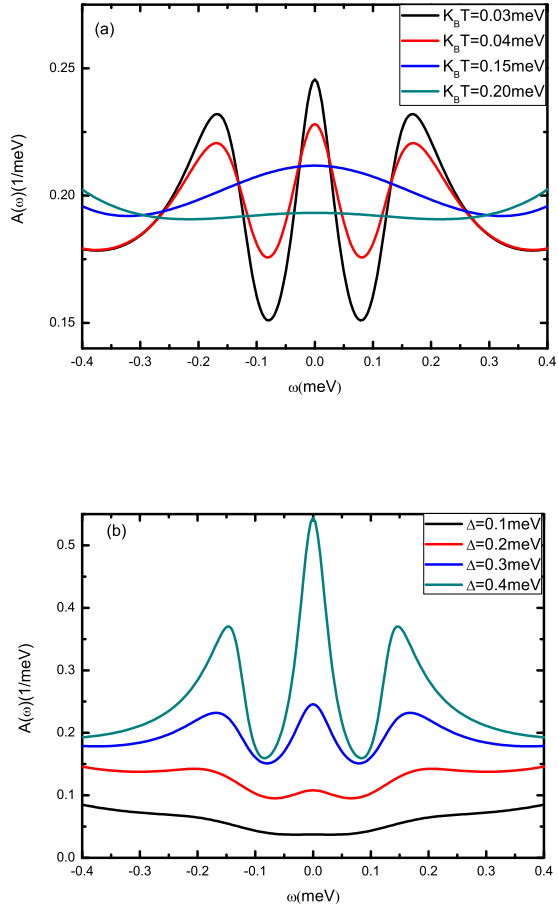 (a)
K_B T=0.03meV
K_B T=0.04meV
K_B T=0.15meV
K_B T=0.20meV
0.25
0.20
0.15
A(ω)(1/meV)
-0.4 -0.3 -0.2 -0.1 0.0 0.1 0.2 0.3 0.4
ω(meV)
(b)
Δ=0.1meV
Δ=0.2meV
Δ=0.3meV
Δ=0.4meV
0.5
0.4
0.3
0.2
0.1
0.0
A(ω)(1/meV)
-0.4 -0.3 -0.2 -0.1 0.0 0.1 0.2 0.3 0.4
ω(meV)